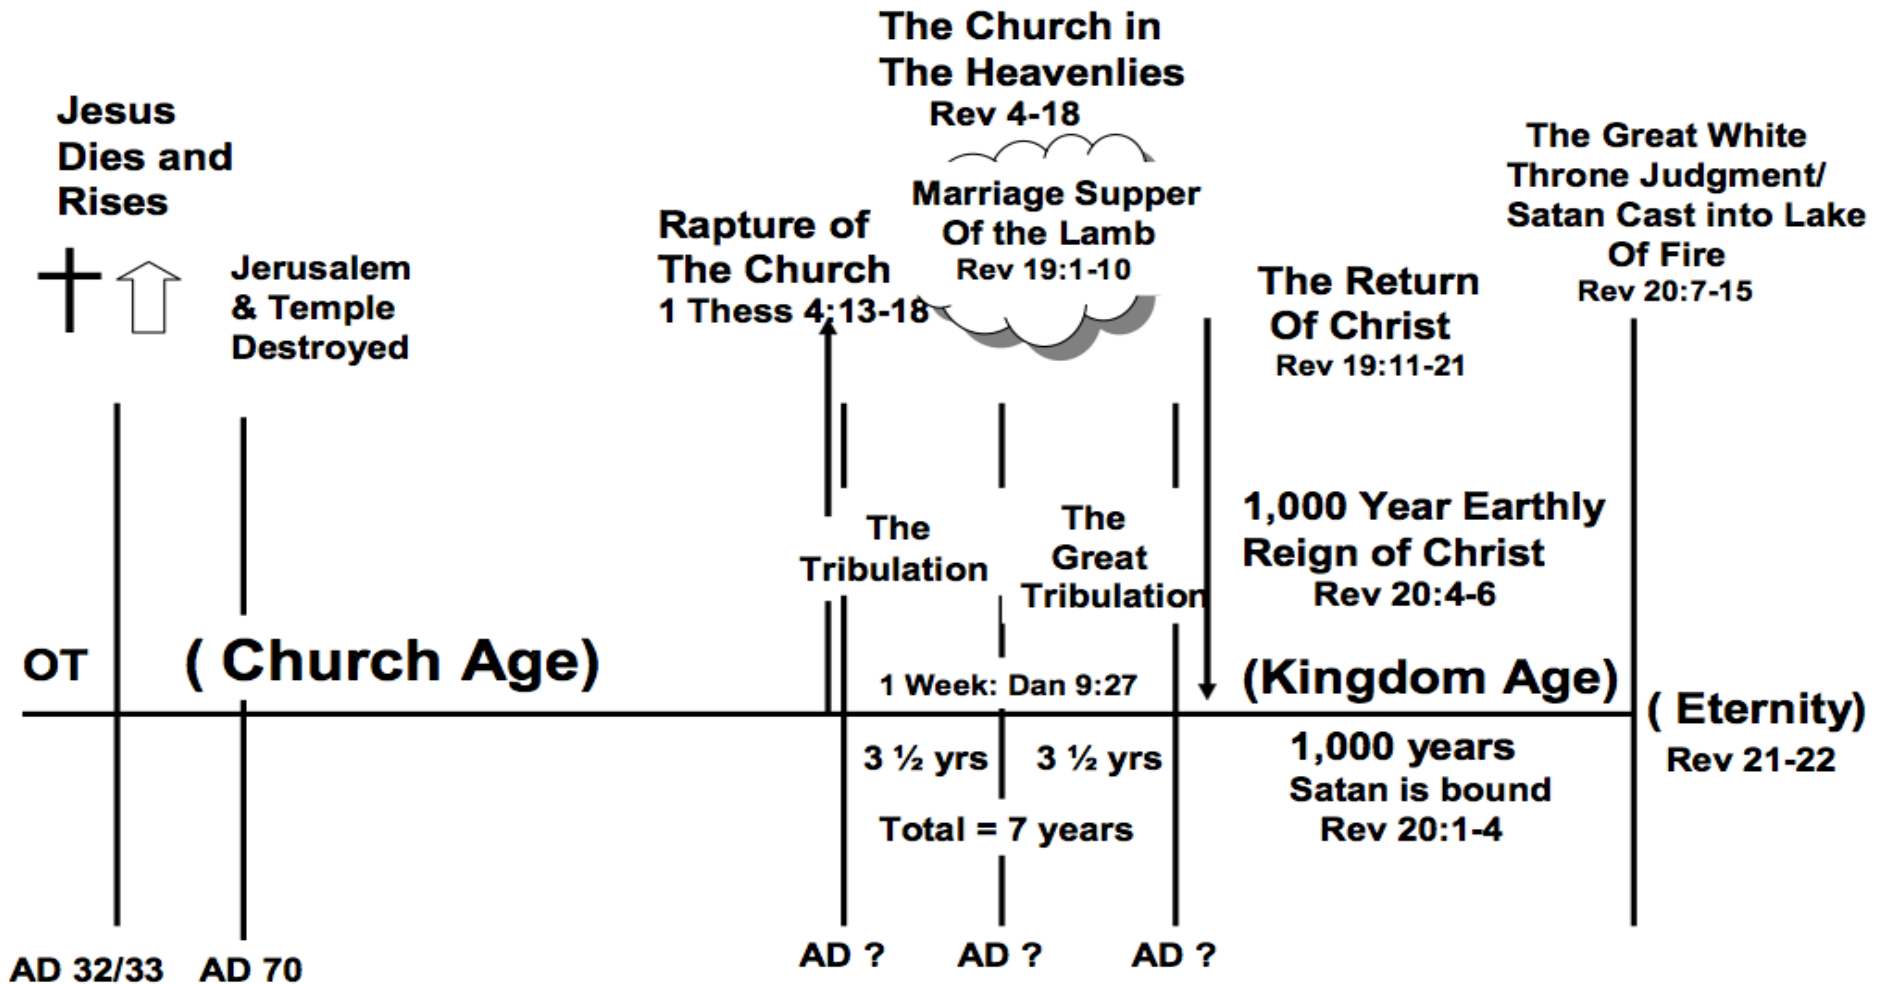 The Church in
The Heavenlies
Rev 4-18
Jesus
Dies and
Rises
Jerusalem
& Temple
Destroyed
Rapture of
The Church
1 Thess 4:13-18
Marriage Supper
Of the Lamb
Rev 19:1-10
The Return
Of Christ
Rev 19:11-21
The Great White
Throne Judgment/
Satan Cast into Lake
Of Fire
Rev 20:7-15
The
Tribulation
The
Great
Tribulation
1,000 Year Earthly
Reign of Christ
Rev 20:4-6
OT
( Church Age)
1 Week: Dan 9:27
(Kingdom Age)
( Eternity)
Rev 21-22
3 ½ yrs
3 ½ yrs
Total = 7 years
1,000 years
Satan is bound
Rev 20:1-4
AD 32/33
AD 70
AD ?
AD ?
AD ?